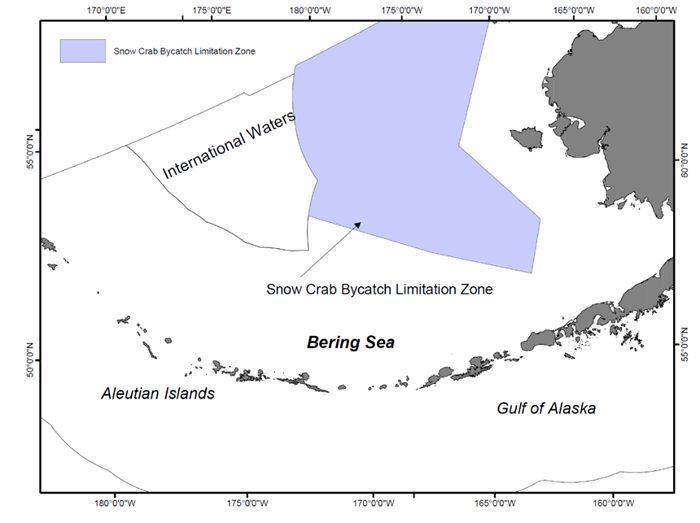 170°0'0"E 175°0'0"E 180°0'0" 175°0'0"W 170°0'0"W 165°0'0"W 160°0'0"W
Snow Crab Bycatch Limitation Zone
International Waters
55°0'0"N
60°0'0"N
Snow Crab Bycatch Limitation Zone
Bering Sea
50°0'0"N
55°0'0"N
Aleutian Islands
Gulf of Alaska
180°0'0"W 175°0'0"W 170°0'0"W 165°0'0"W 160°0'0"W